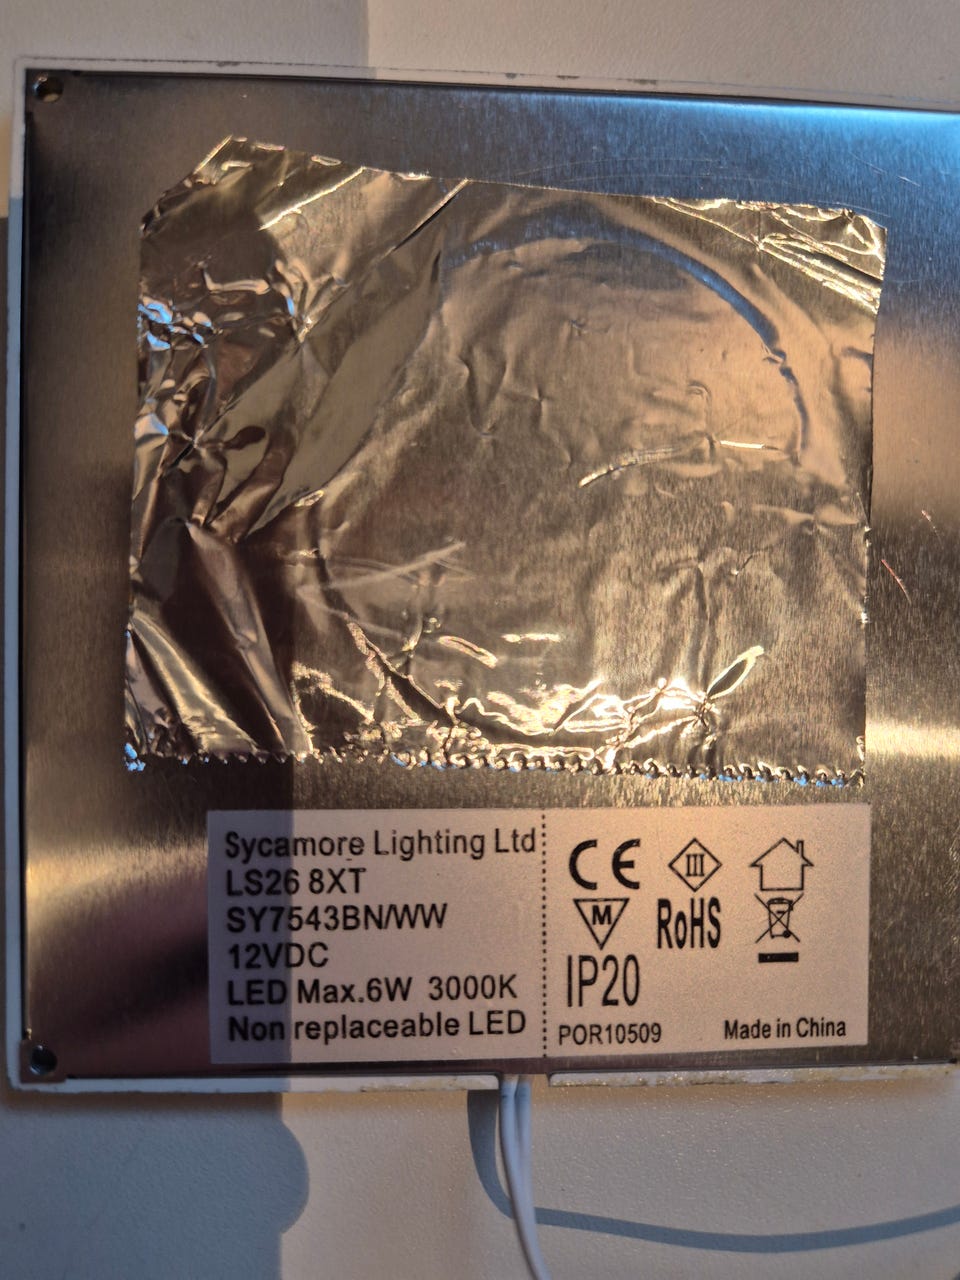 Sycamore Lighting Ltd
LS26 8XT
SY7543BN/WW
12VDC
LED Max.6W 3000K
Non replaceable LED
CE
III
M
RoHS
IP20
POR10509
Made in China